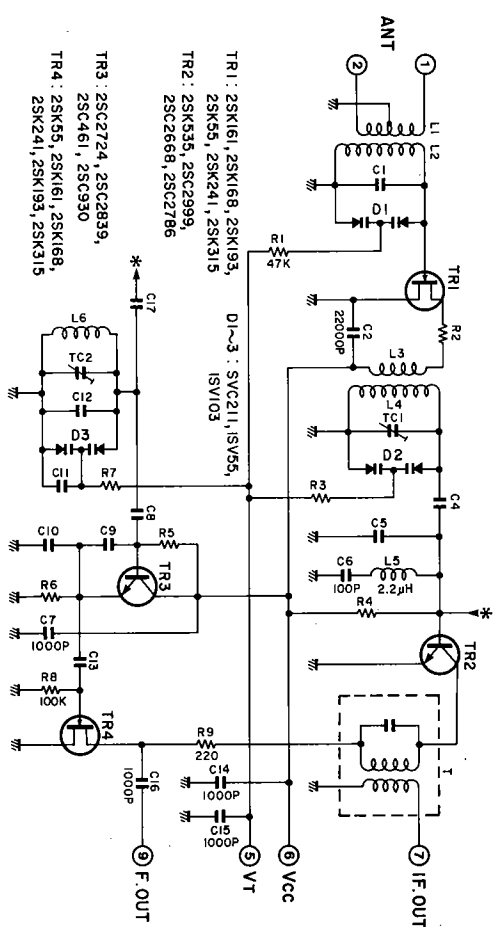 ANT
1
2
L1
L2
C1
D1
R1
47K
TR1
R2
C2
22000P
L3
L4
TC1
D2
R3
C4
C5
C6
100P
L5
2.2μH
R4
*
TR2
T
7 IF.OUT
6 VCC
5 VT
9 F.OUT
TR1 : 2SK161, 2SK168, 2SK193,
2SK55, 2SK241, 2SK315
TR2 : 2SK535, 2SC2999,
2SC2668, 2SC2786
TR3 : 2SC2724, 2SC2839,
2SC461, 2SC930
TR4 : 2SK55, 2SK161, 2SK168,
2SK241, 2SK193, 2SK315
D1~3 : SVC211, 1SV55,
1SV103
*
C17
L6
TC2
C12
D3
C11
R7
C8
C10
C9
R5
R6
TR3
C7
1000P
C13
R8
100K
TR4
R9
220
C16
1000P
C14
1000P
C15
1000P